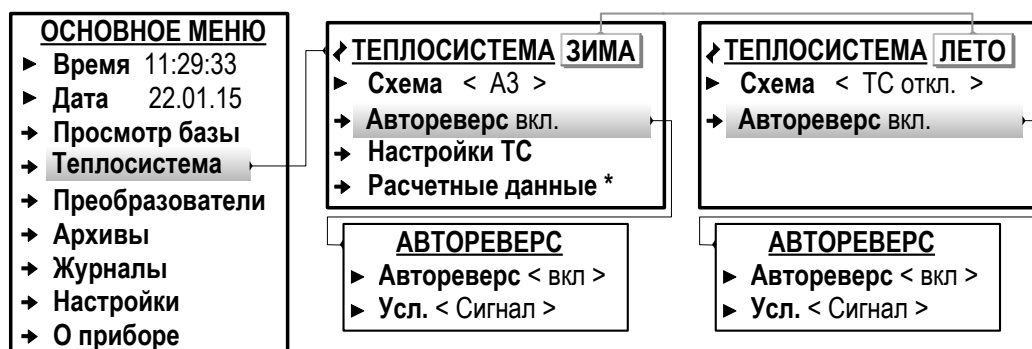 ОСНОВНОЕ МЕНЮ
Время 11:29:33
Дата 22.01.15
Просмотр базы
Теплосистема
Преобразователи
Архивы
Журналы
Настройки
О приборе
ТЕПЛОСИСТЕМА ЗИМА
Схема < А3 >
Автореверс вкл.
Настройки ТС
Расчетные данные *
АВТОРЕВЕРС
Автореверс < вкл >
Усл. < Сигнал >
ТЕПЛОСИСТЕМА ЛЕТО
Схема < ТС откл. >
Автореверс вкл.
АВТОРЕВЕРС
Автореверс < вкл >
Усл. < Сигнал >